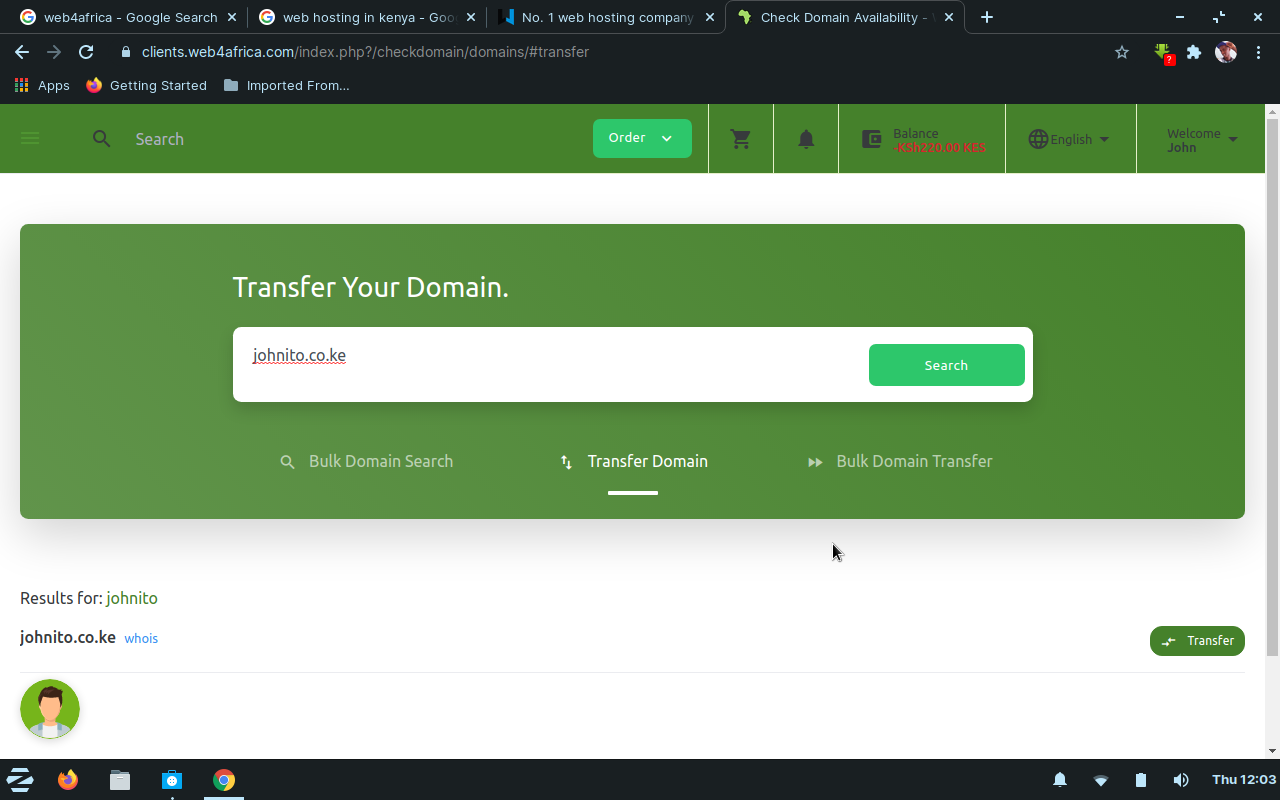 web4africa - Google Search
web hosting in kenya - Goo
No. 1 web hosting company
Check Domain Availability -
clients.web4africa.com/index.php?/checkdomain/domains/#transfer
?
Apps
Getting Started
Imported From...
Search
Order
Balance
-KSh220.00 KES
English
Welcome
John
Transfer Your Domain.
johnito.co.ke
Search
Bulk Domain Search
Transfer Domain
Bulk Domain Transfer
Results for: johnito
johnito.co.ke whois
Transfer
Thu 12:03